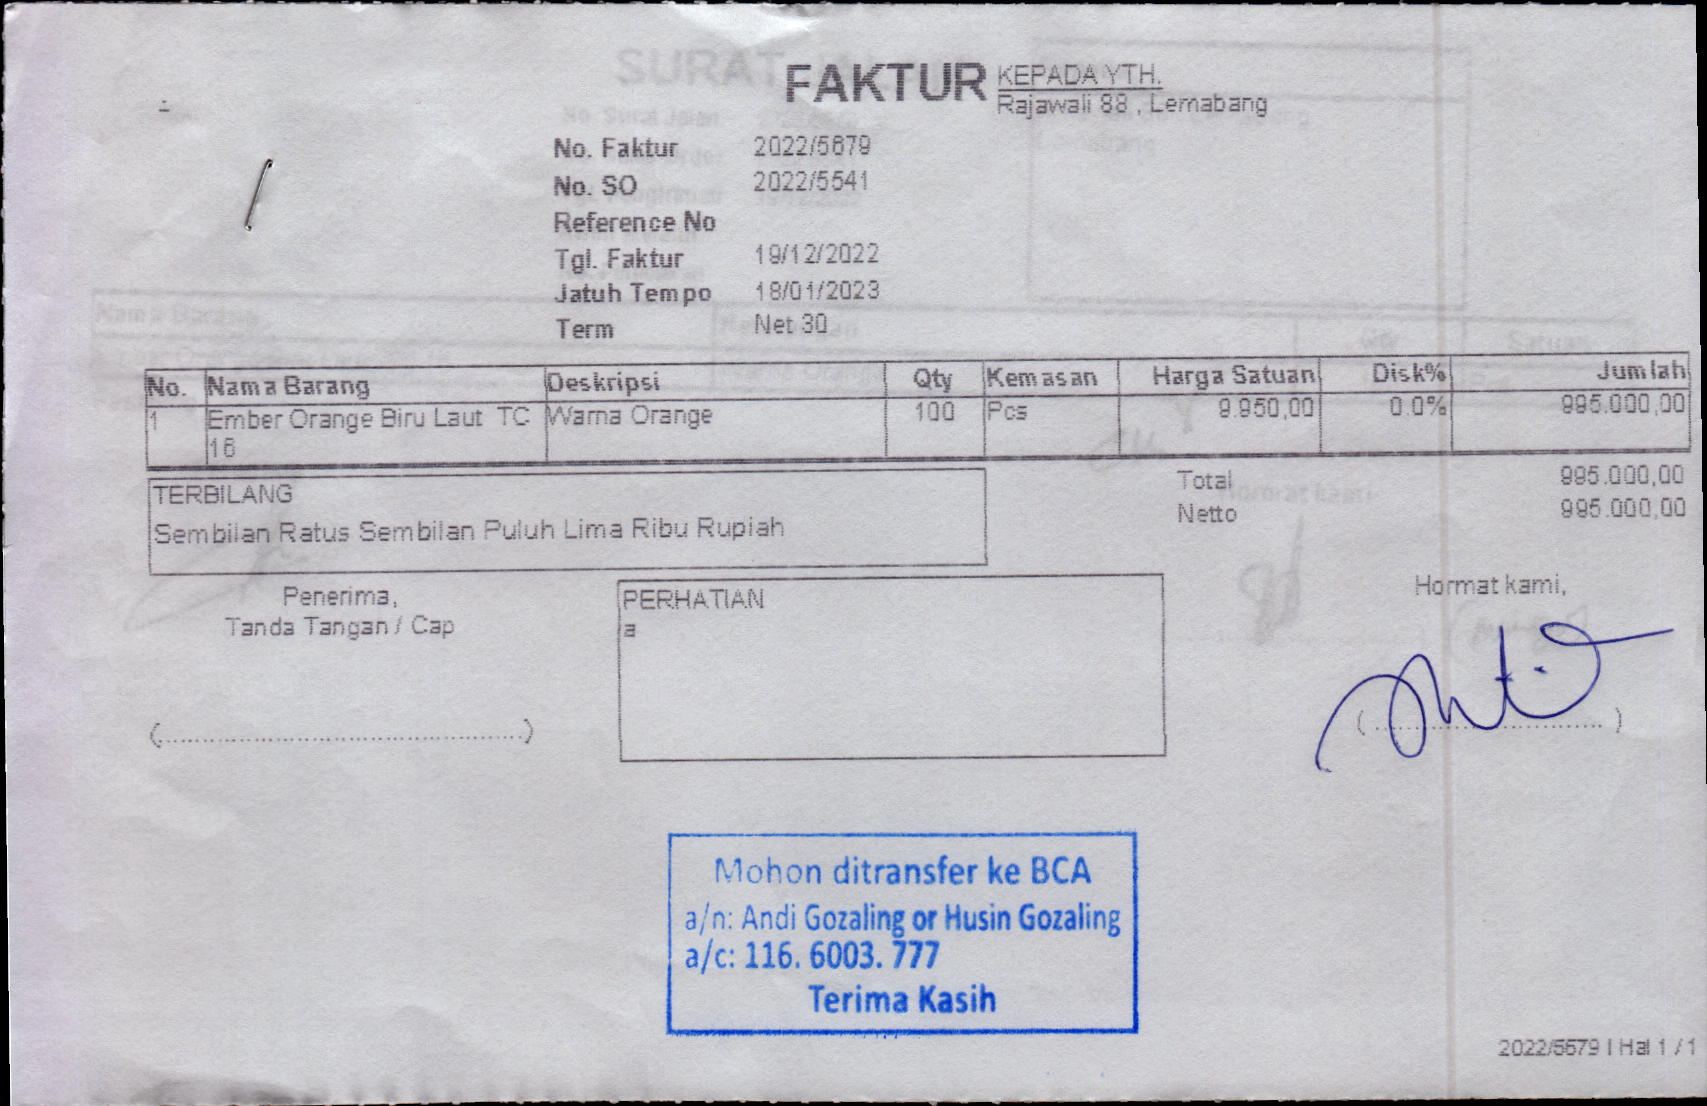 FAKTUR
KEPADA YTH.
Rajawali 88 , Lemabang
No. Faktur 2022/5679
No. SO 2022/5541
Reference No
Tgl. Faktur 19/12/2022
Jatuh Tempo 18/01/2023
Term Net 30
No. Nama Barang Deskripsi Qty Kemasan Harga Satuan Disk% Jumlah
1 Ember Orange Biru Laut TC Warna Orange 100 Pcs 9.950,00 0.0% 995.000,00
16
TERBILANG
Sembilan Ratus Sembilan Puluh Lima Ribu Rupiah
Total 995.000,00
Netto 995.000,00
Penerima,
Tanda Tangan / Cap
(................................................)
PERHATIAN
a
Hormat kami,
(................................)
Mohon ditransfer ke BCA
a/n: Andi Gozaling or Husin Gozaling
a/c: 116. 6003. 777
Terima Kasih
2022/5679 | Hal 1 / 1